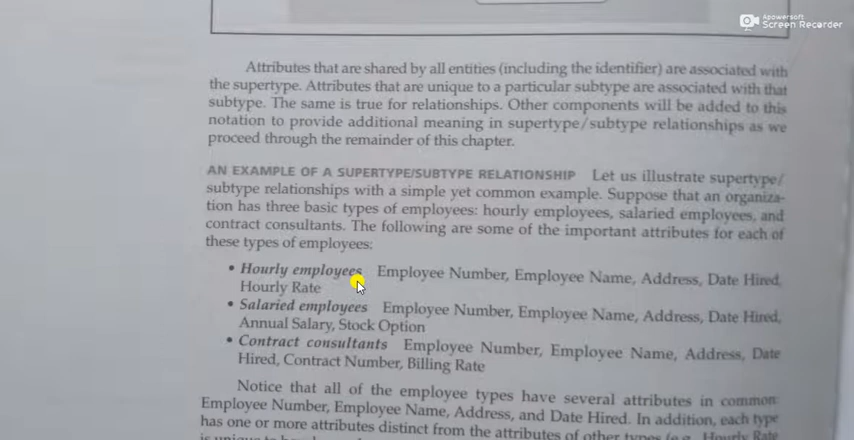 Apowersoft
Screen Recorder
Attributes that are shared by all entities (including the identifier) are associated with
the supertype. Attributes that are unique to a particular subtype are associated with that
subtype. The same is true for relationships. Other components will be added to this
notation to provide additional meaning in supertype/subtype relationships as we
proceed through the remainder of this chapter.
AN EXAMPLE OF A SUPERTYPE/SUBTYPE RELATIONSHIP Let us illustrate supertype/
subtype relationships with a simple yet common example. Suppose that an organiza-
tion has three basic types of employees: hourly employees, salaried employees, and
contract consultants. The following are some of the important attributes for each of
these types of employees:
• Hourly employees Employee Number, Employee Name, Address, Date Hired,
Hourly Rate
• Salaried employees Employee Number, Employee Name, Address, Date Hired,
Annual Salary, Stock Option
• Contract consultants Employee Number, Employee Name, Address, Date
Hired, Contract Number, Billing Rate
Notice that all of the employee types have several attributes in common:
Employee Number, Employee Name, Address, and Date Hired. In addition, each type
has one or more attributes distinct from the attributes of other types (e.g., Hourly Rate